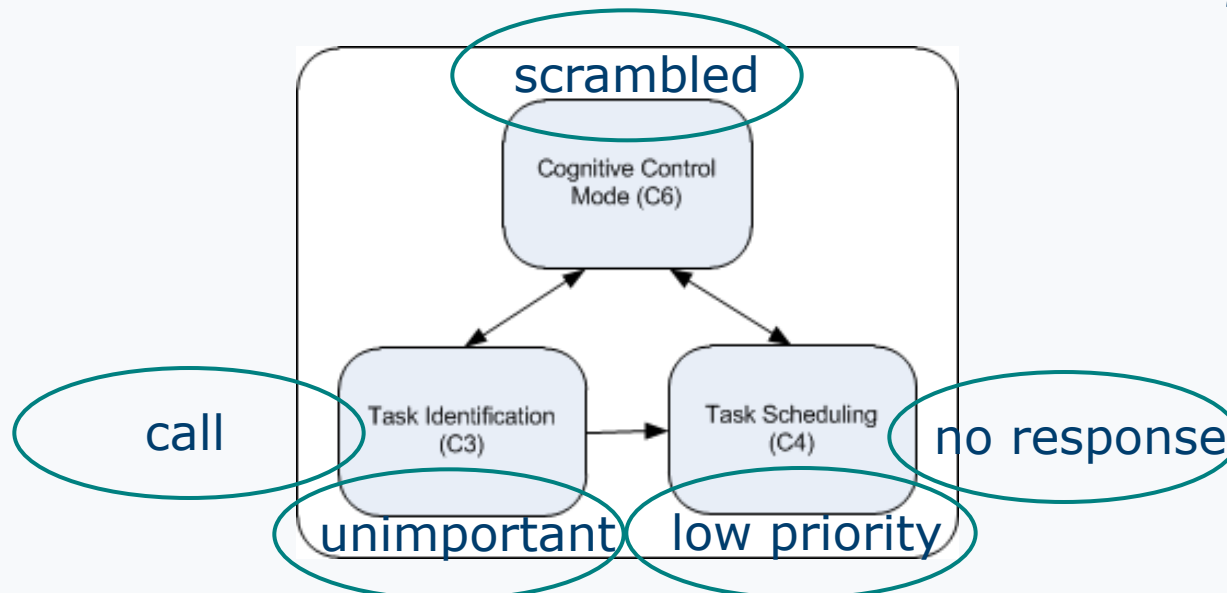 scrambled
Cognitive Control
Mode (C6)
call
Task Identification
(C3)
Task Scheduling
(C4)
no response
unimportant
low priority